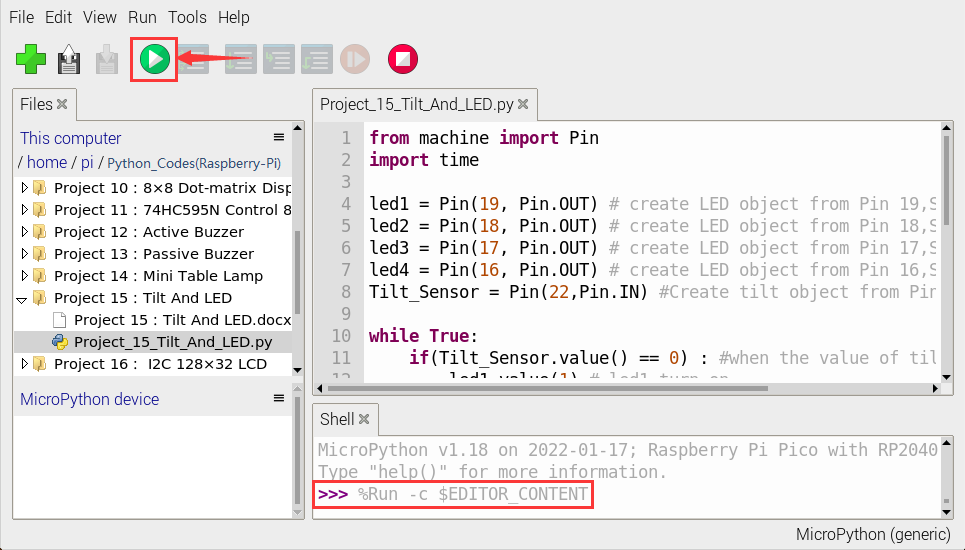 File Edit View Run Tools Help
Files
This computer
/ home / pi / Python_Codes(Raspberry-Pi)
Project 10 : 8×8 Dot-matrix Disp
Project 11 : 74HC595N Control 8
Project 12 : Active Buzzer
Project 13 : Passive Buzzer
Project 14 : Mini Table Lamp
Project 15 : Tilt And LED
Project 15 : Tilt And LED.docx
Project_15_Tilt_And_LED.py
Project 16 : I2C 128×32 LCD
MicroPython device
Project_15_Tilt_And_LED.py
1 from machine import Pin
2 import time
3
4 led1 = Pin(19, Pin.OUT) # create LED object from Pin 19,S
5 led2 = Pin(18, Pin.OUT) # create LED object from Pin 18,S
6 led3 = Pin(17, Pin.OUT) # create LED object from Pin 17,S
7 led4 = Pin(16, Pin.OUT) # create LED object from Pin 16,S
8 Tilt_Sensor = Pin(22,Pin.IN) #Create tilt object from Pin
9
10 while True:
11 if(Tilt_Sensor.value() == 0) : #when the value of til
12 led1.value(1) # led1 turn on
Shell
MicroPython v1.18 on 2022-01-17; Raspberry Pi Pico with RP2040
Type "help()" for more information.
>>> %Run -c $EDITOR_CONTENT
MicroPython (generic)